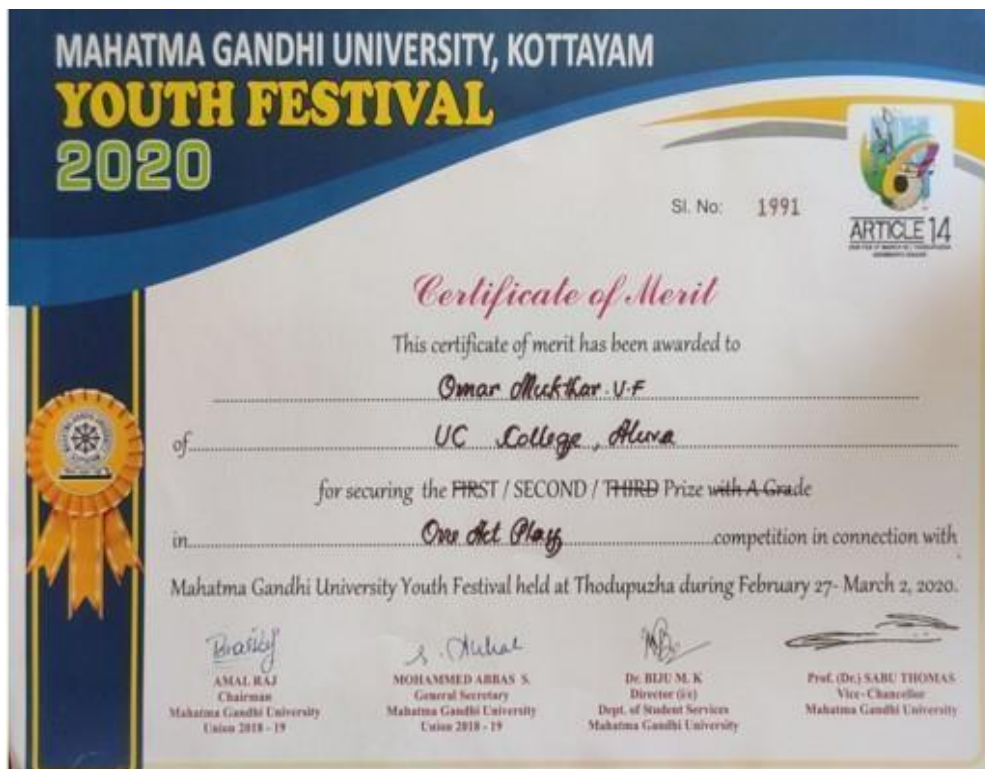 MAHATMA GANDHI UNIVERSITY, KOTTAYAM
YOUTH FESTIVAL
2020
Sl. No: 1991
ARTICLE 14
Certificate of Merit
This certificate of merit has been awarded to
Omar Mukthar. V.F
of UC College, Aluva
for securing the FIRST / SECOND / THIRD Prize with A Grade
in One Act Play competition in connection with
Mahatma Gandhi University Youth Festival held at Thodupuzha during February 27- March 2, 2020.
AMAL RAJ
Chairman
Mahatma Gandhi University
Union 2018 - 19
MOHAMMED ABBAS S.
General Secretary
Mahatma Gandhi University
Union 2018 - 19
Dr. BIJU M. K
Director (i/c)
Dept. of Student Services
Mahatma Gandhi University
Prof. (Dr.) SABU THOMAS
Vice- Chancellor
Mahatma Gandhi University